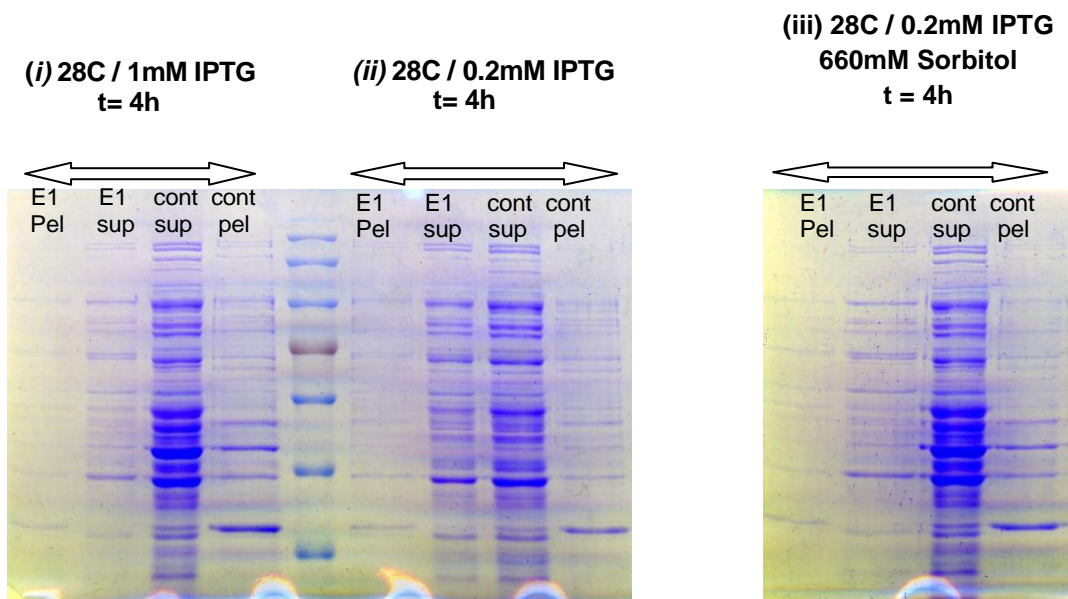 (i) 28C / 1mM IPTG
t= 4h
E1 E1 cont cont
Pel sup sup pel
(ii) 28C / 0.2mM IPTG
t= 4h
E1 E1 cont cont
Pel sup sup pel
(iii) 28C / 0.2mM IPTG
660mM Sorbitol
t = 4h
E1 E1 cont cont
Pel sup sup pel